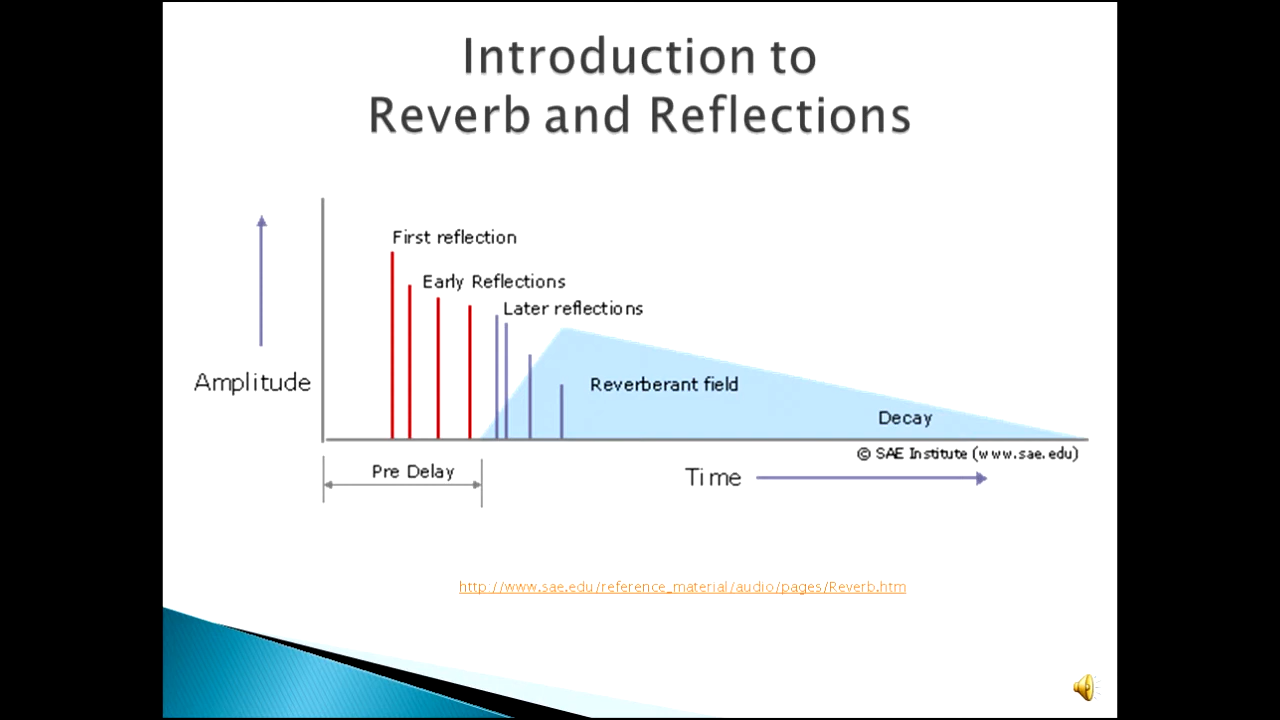 Introduction to
Reverb and Reflections
First reflection
Early Reflections
Later reflections
Amplitude
Reverberant field
Decay
© SAE Institute (www.sae.edu)
Pre Delay
Time
http://www.sae.edu/reference_material/audio/pages/Reverb.htm